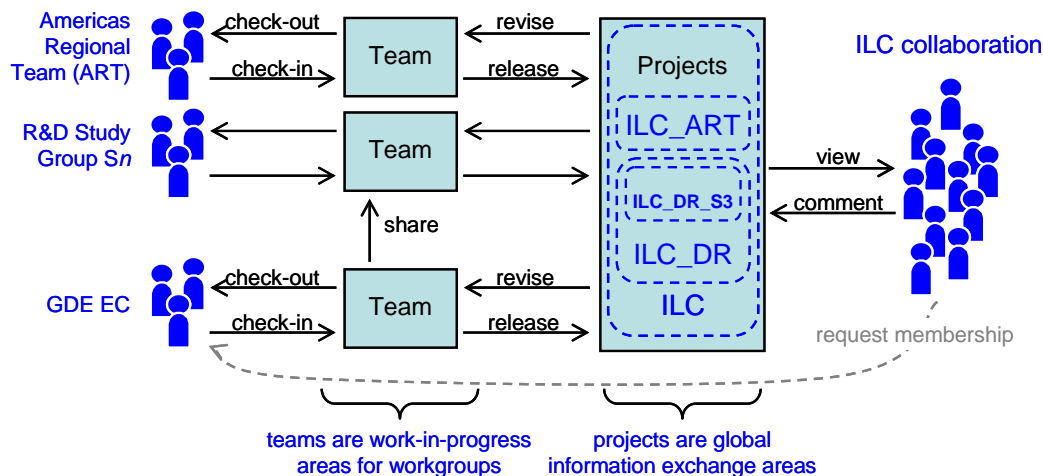 Americas
Regional
Team (ART)
check-out
check-in
Team
revise
release
Projects
ILC collaboration
R&D Study
Group Sn
Team
ILC_ART
ILC_DR_S3
ILC_DR
ILC
view
comment
share
GDE EC
check-out
check-in
Team
revise
release
request membership
teams are work-in-progress
areas for workgroups
projects are global
information exchange areas